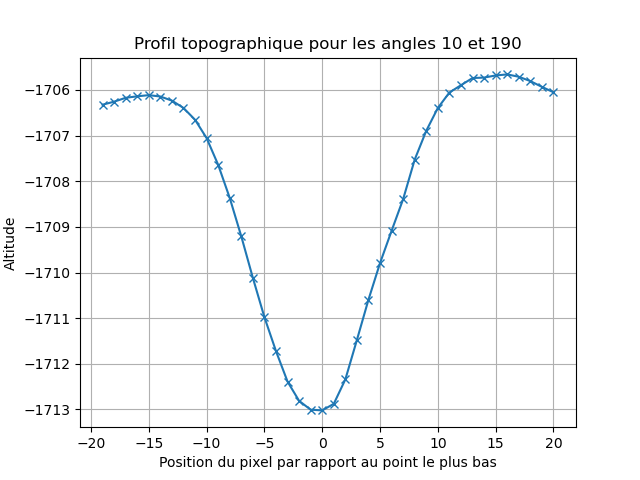 Profil topographique pour les angles 10 et 190
−1706
−1707
−1708
−1709
−1710
−1711
−1712
−1713
Altitude
−20 −15 −10 −5 0 5 10 15 20
Position du pixel par rapport au point le plus bas